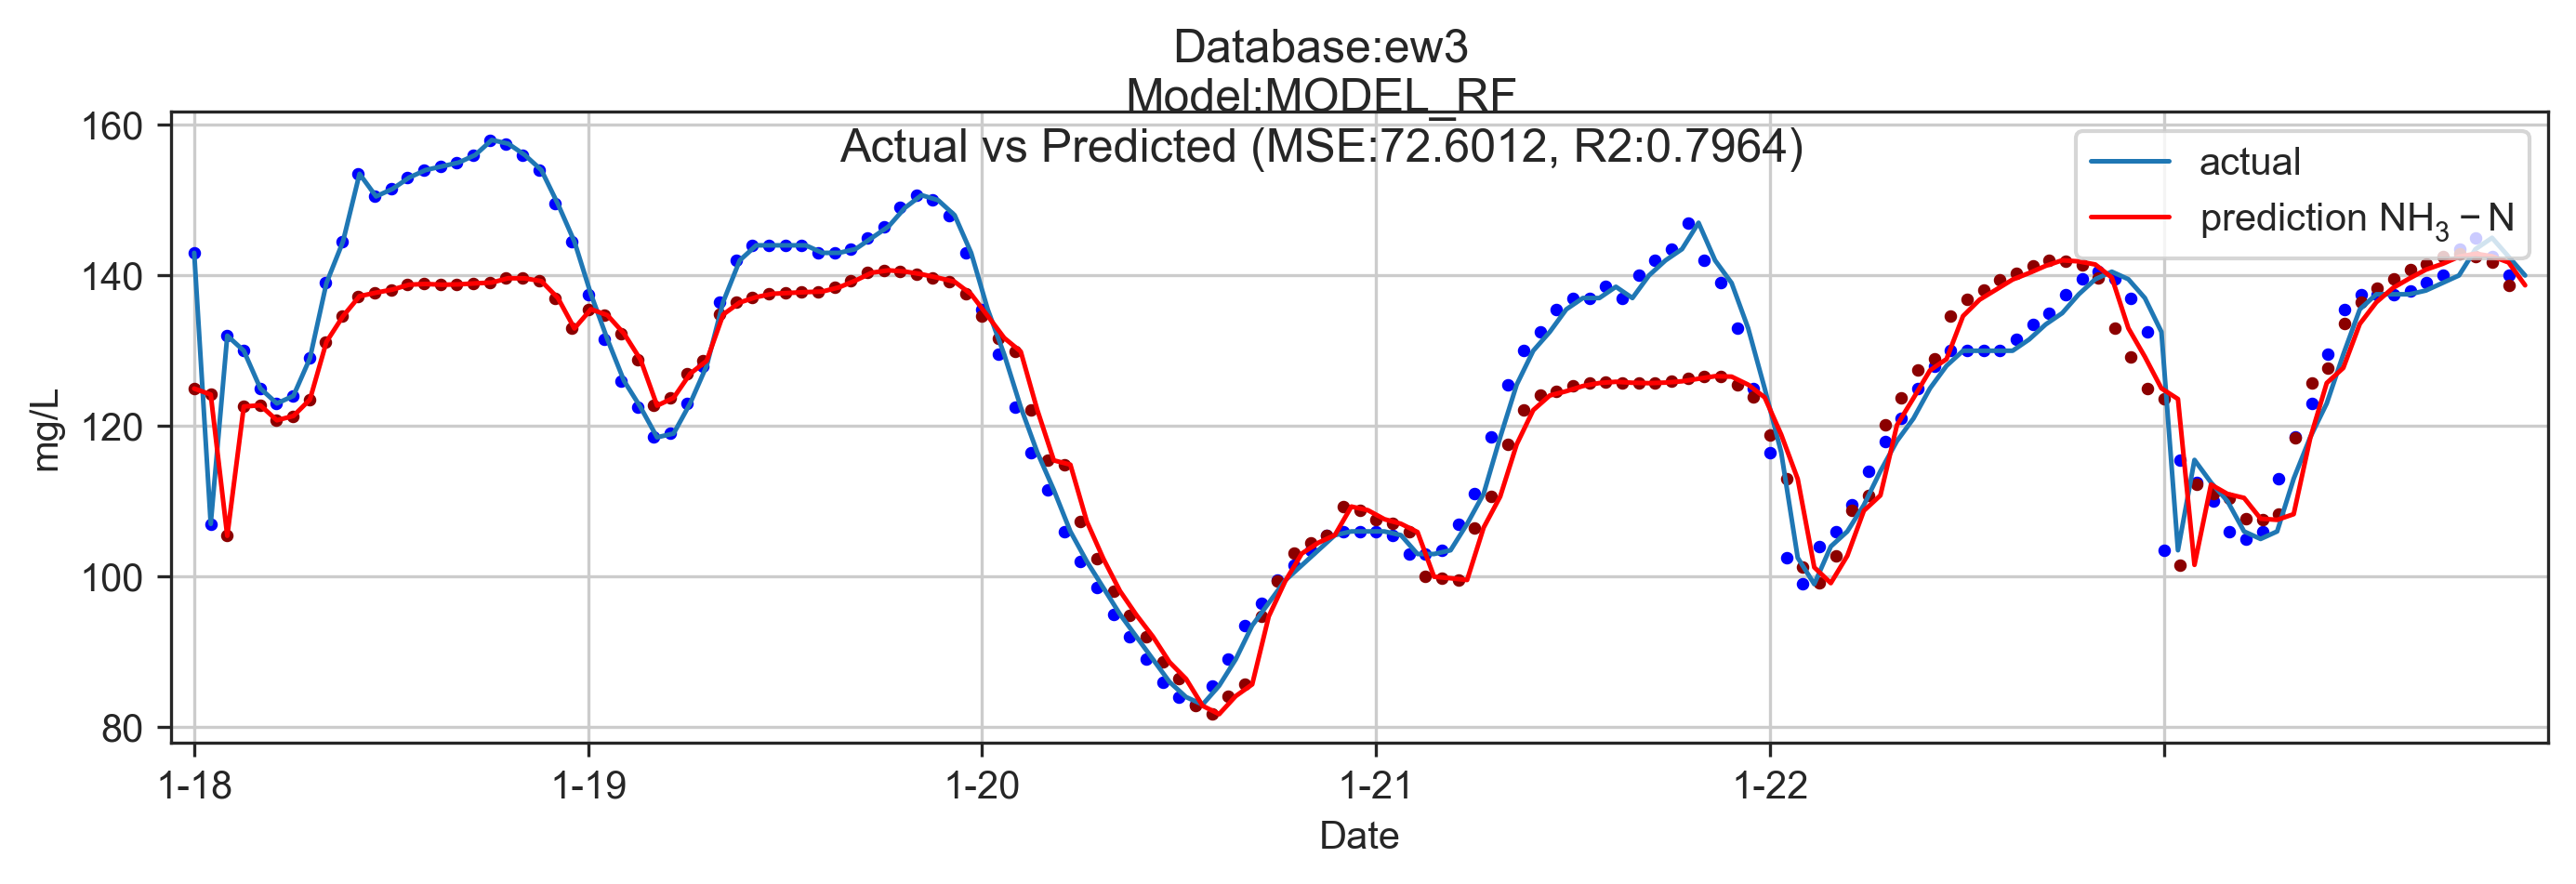 Database:ew3
Model:MODEL_RF
Actual vs Predicted (MSE:72.6012, R2:0.7964)
actual
prediction NH₃ − N
160
140
120
100
80
mg/L
1-18
1-19
1-20
1-21
1-22
Date